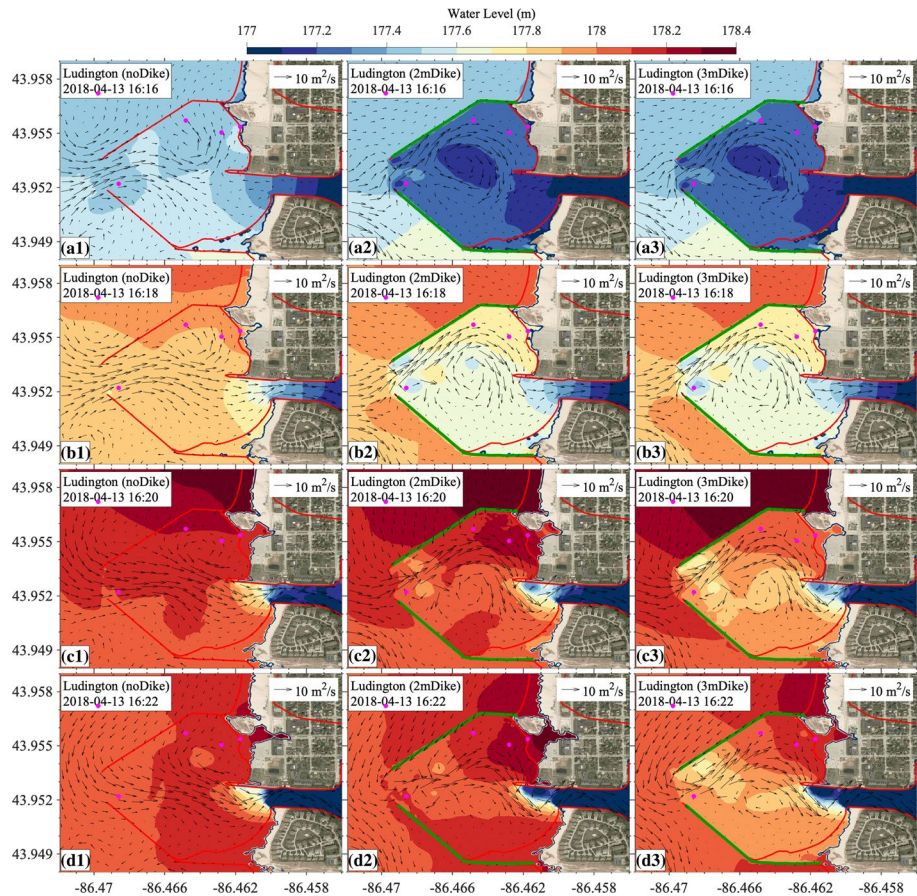 Water Level (m)
177 177.2 177.4 177.6 177.8 178 178.2 178.4
43.958
43.955
43.952
43.949
Ludington (noDike)
2018-04-13 16:16
10 m²/s
(a1)
Ludington (2mDike)
2018-04-13 16:16
10 m²/s
(a2)
Ludington (3mDike)
2018-04-13 16:16
10 m²/s
(a3)
43.958
43.955
43.952
43.949
Ludington (noDike)
2018-04-13 16:18
10 m²/s
(b1)
Ludington (2mDike)
2018-04-13 16:18
10 m²/s
(b2)
Ludington (3mDike)
2018-04-13 16:18
10 m²/s
(b3)
43.958
43.955
43.952
43.949
Ludington (noDike)
2018-04-13 16:20
10 m²/s
(c1)
Ludington (2mDike)
2018-04-13 16:20
10 m²/s
(c2)
Ludington (3mDike)
2018-04-13 16:20
10 m²/s
(c3)
43.958
43.955
43.952
43.949
Ludington (noDike)
2018-04-13 16:22
10 m²/s
(d1)
Ludington (2mDike)
2018-04-13 16:22
10 m²/s
(d2)
Ludington (3mDike)
2018-04-13 16:22
10 m²/s
(d3)
-86.47 -86.466 -86.462 -86.458 -86.47 -86.466 -86.462 -86.458 -86.47 -86.466 -86.462 -86.458